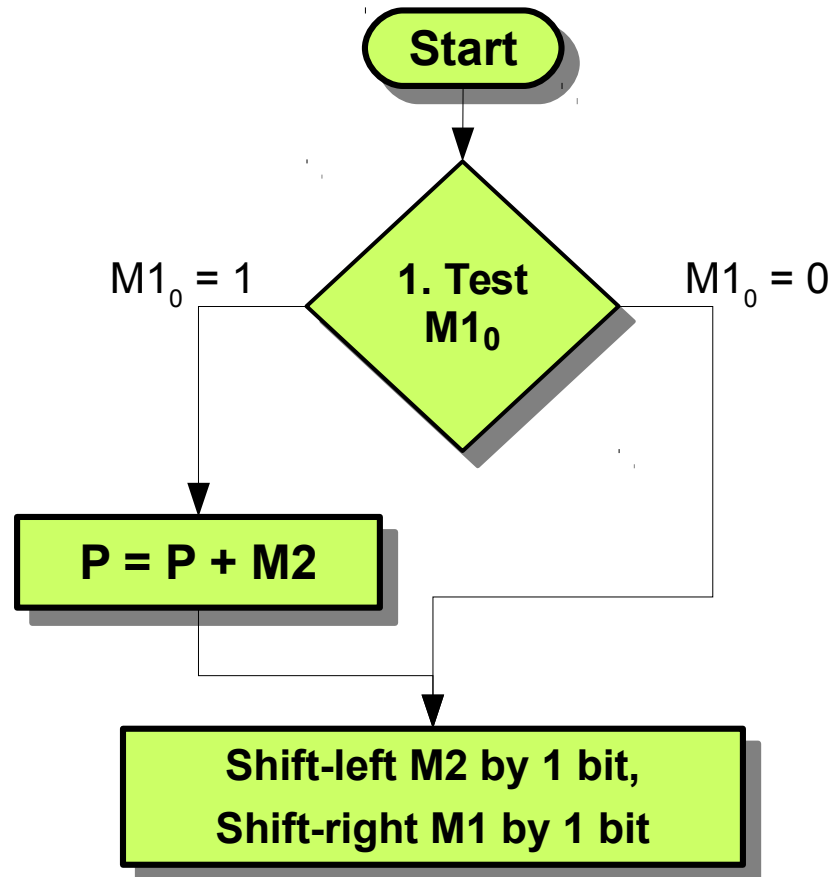 Start
M1₀ = 1
1. Test
M1₀
M1₀ = 0
P = P + M2
Shift-left M2 by 1 bit,
Shift-right M1 by 1 bit